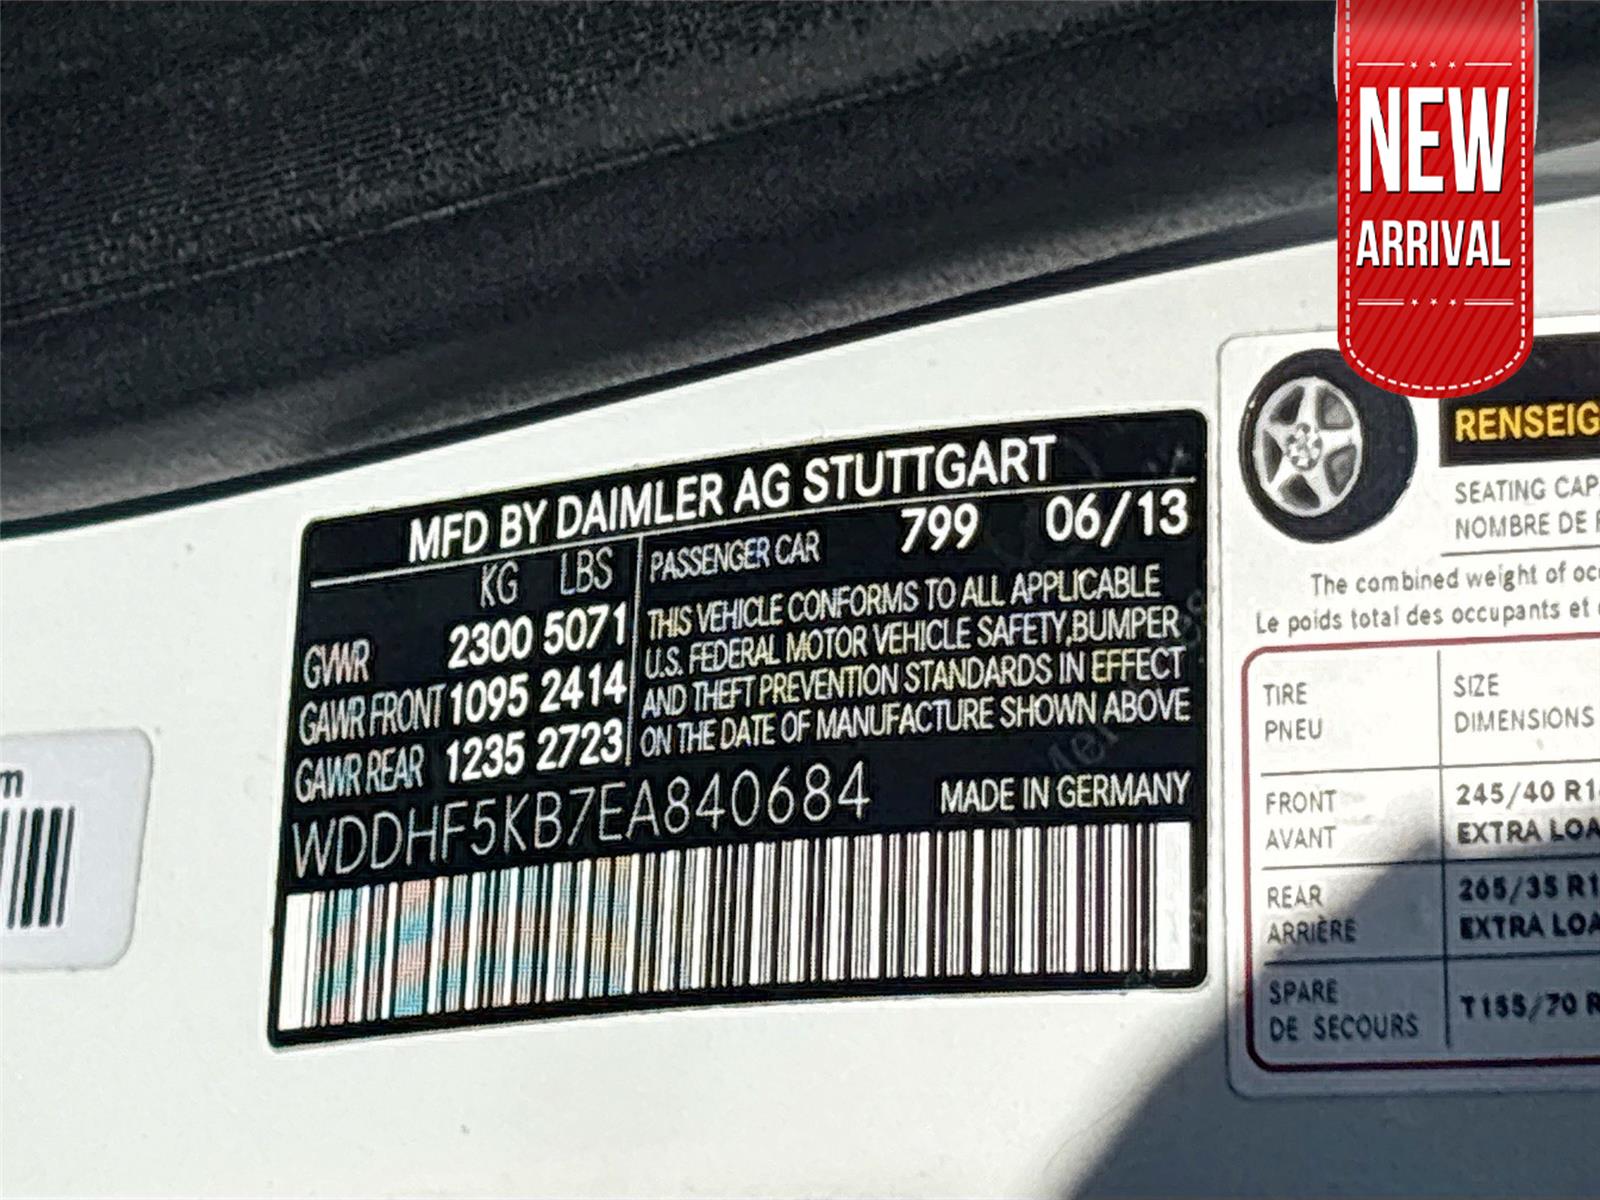 NEW
ARRIVAL
MFD BY DAIMLER AG STUTTGART
KG LBS
GVWR 2300 5071
GAWR FRONT 1095 2414
GAWR REAR 1235 2723
PASSENGER CAR 799 06/13
THIS VEHICLE CONFORMS TO ALL APPLICABLE
U.S. FEDERAL MOTOR VEHICLE SAFETY,BUMPER
AND THEFT PREVENTION STANDARDS IN EFFECT
ON THE DATE OF MANUFACTURE SHOWN ABOVE
WDDHF5KB7EA840684 MADE IN GERMANY
RENSEIG
SEATING CAP
NOMBRE DE
The combined weight of occ
Le poids total des occupants et
TIRE SIZE
PNEU DIMENSIONS
FRONT 245/40 R1
AVANT EXTRA LOA
REAR 265/35 R1
ARRIÈRE EXTRA LOA
SPARE T155/70 R
DE SECOURS
m